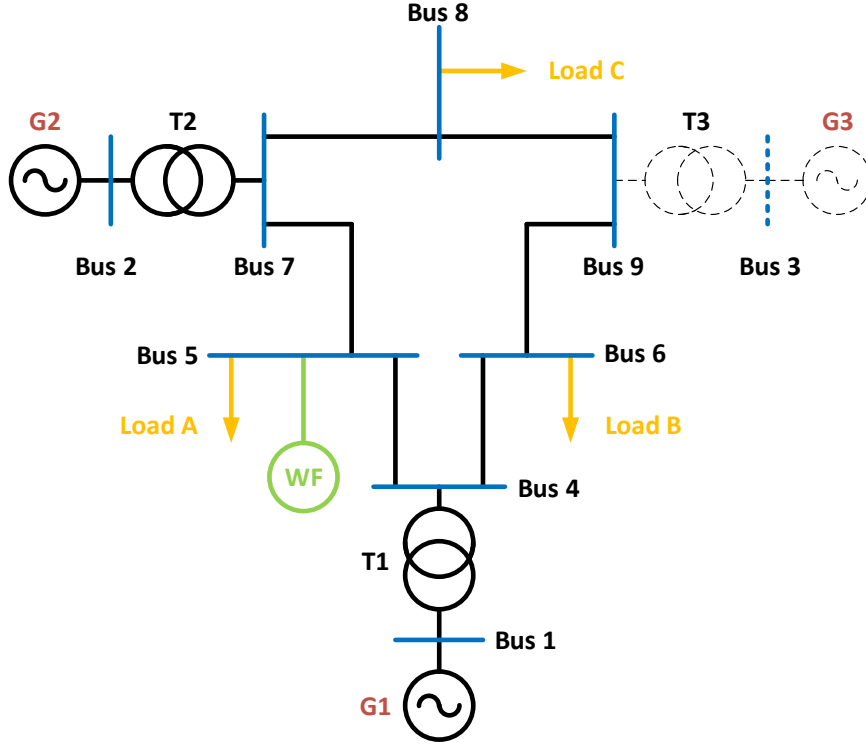 Bus 8
Load C
G2
T2
T3
G3
Bus 2
Bus 7
Bus 9
Bus 3
Bus 5
Bus 6
Load A
Load B
WF
Bus 4
T1
Bus 1
G1